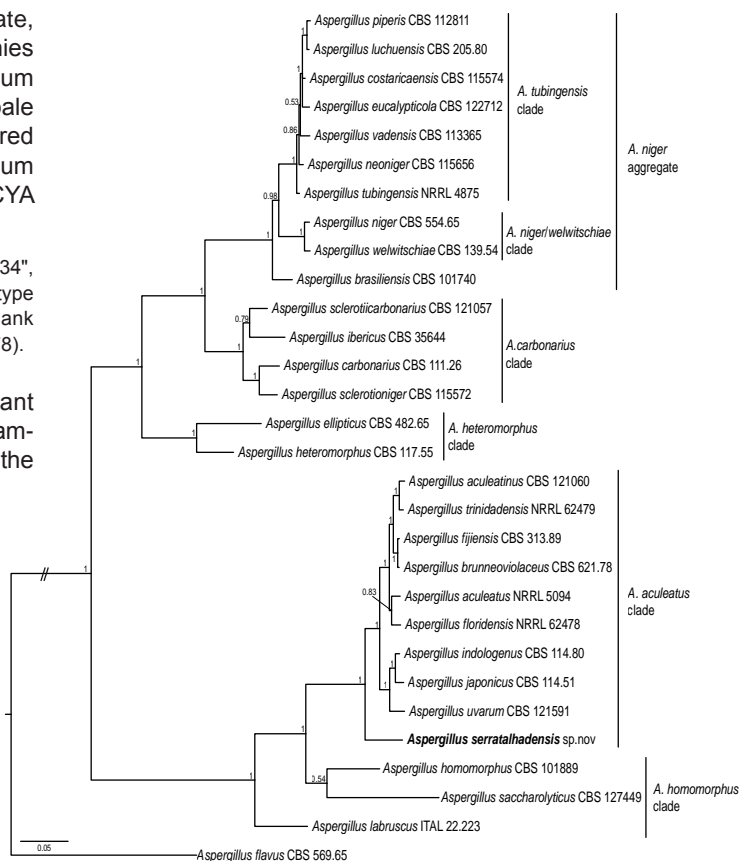 ate,
nies
um
pale
red
um
CYA
34",
type
ank
78).
ant
am-
the
Aspergillus piperis CBS 112811
Aspergillus luchuensis CBS 205.80
Aspergillus costaricaensis CBS 115574
Aspergillus eucalypticola CBS 122712
Aspergillus vadensis CBS 113365
Aspergillus neoniger CBS 115656
Aspergillus tubingensis NRRL 4875
Aspergillus niger CBS 554.65
Aspergillus welwitschiae CBS 139.54
Aspergillus brasiliensis CBS 101740
Aspergillus sclerotiicarbonarius CBS 121057
Aspergillus ibericus CBS 35644
Aspergillus carbonarius CBS 111.26
Aspergillus sclerotioniger CBS 115572
Aspergillus ellipticus CBS 482.65
Aspergillus heteromorphus CBS 117.55
Aspergillus aculeatinus CBS 121060
Aspergillus trinidadensis NRRL 62479
Aspergillus fijiensis CBS 313.89
Aspergillus brunneoviolaceus CBS 621.78
Aspergillus aculeatus NRRL 5094
Aspergillus floridensis NRRL 62478
Aspergillus indologenus CBS 114.80
Aspergillus japonicus CBS 114.51
Aspergillus uvarum CBS 121591
Aspergillus serratalhadensis sp.nov
Aspergillus homomorphus CBS 101889
Aspergillus saccharolyticus CBS 127449
Aspergillus labruscus ITAL 22.223
Aspergillus flavus CBS 569.65
A. tubingensis
clade
A. niger/welwitschiae
clade
A. niger
aggregate
A.carbonarius
clade
A. heteromorphus
clade
A. aculeatus
clade
A. homomorphus
clade
1
1
0.53
0.86
1
0.98
1
1
1
0.79
1
1
1
1
1
1
1
1
1
0.83
1
1
1
1
1
1
0.54
0.05